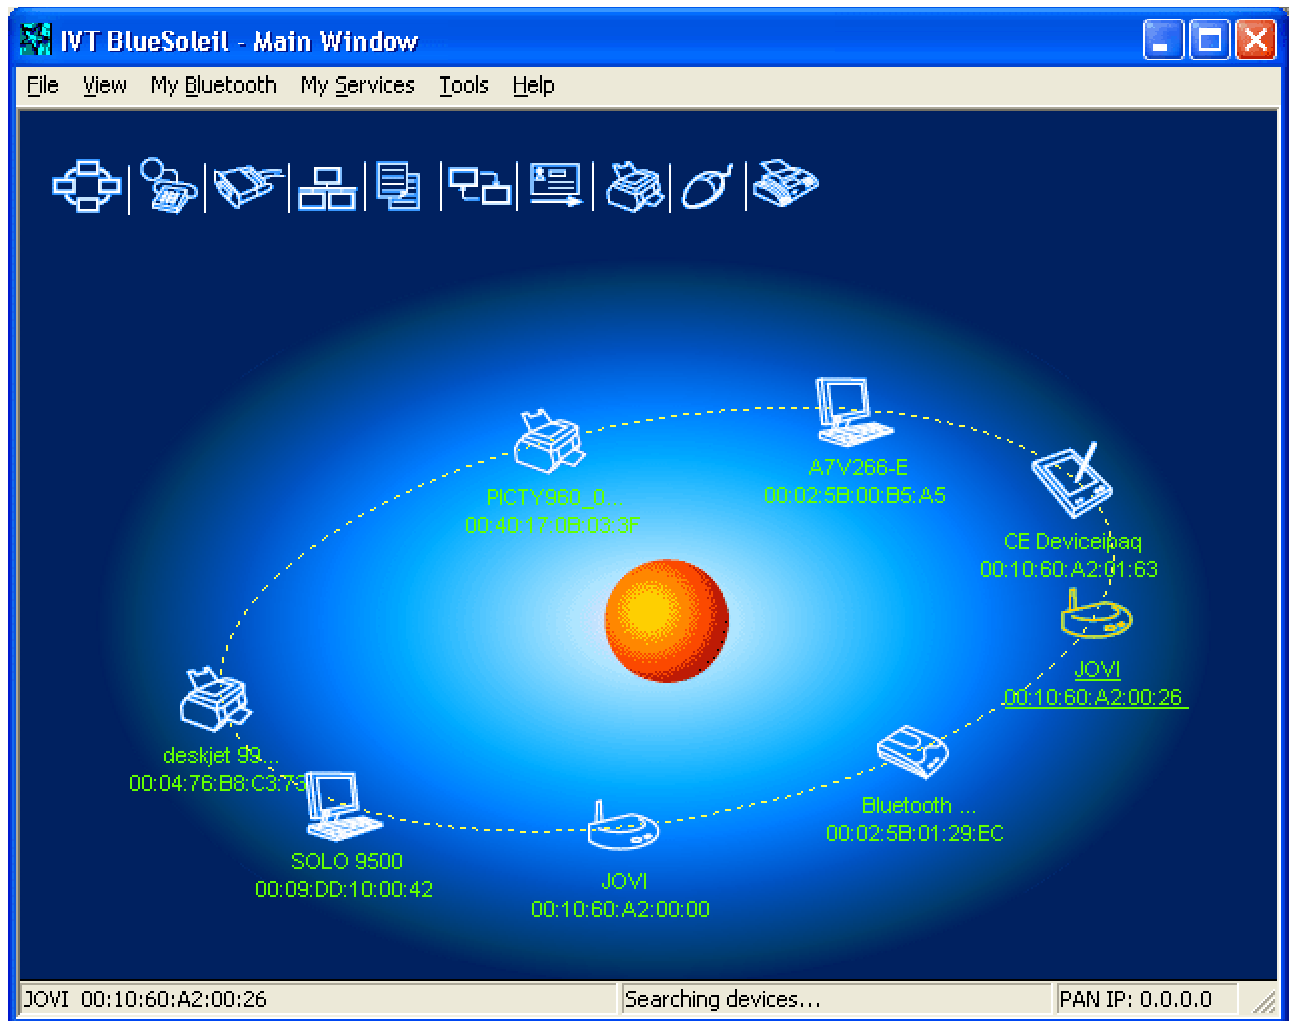 IVT BlueSoleil - Main Window
File View My Bluetooth My Services Tools Help
A7V266-E
00:02:5B:00:B5:A5
PICTY960_0...
00:40:17:0B:03:3F
CE Deviceipaq
00:10:60:A2:01:63
JOVI
00:10:60:A2:00:26
deskjet 99...
00:04:76:B8:C3:73
Bluetooth ...
00:02:5B:01:29:EC
SOLO 9500
00:09:DD:10:00:42
JOVI
00:10:60:A2:00:00
JOVI 00:10:60:A2:00:26 Searching devices... PAN IP: 0.0.0.0